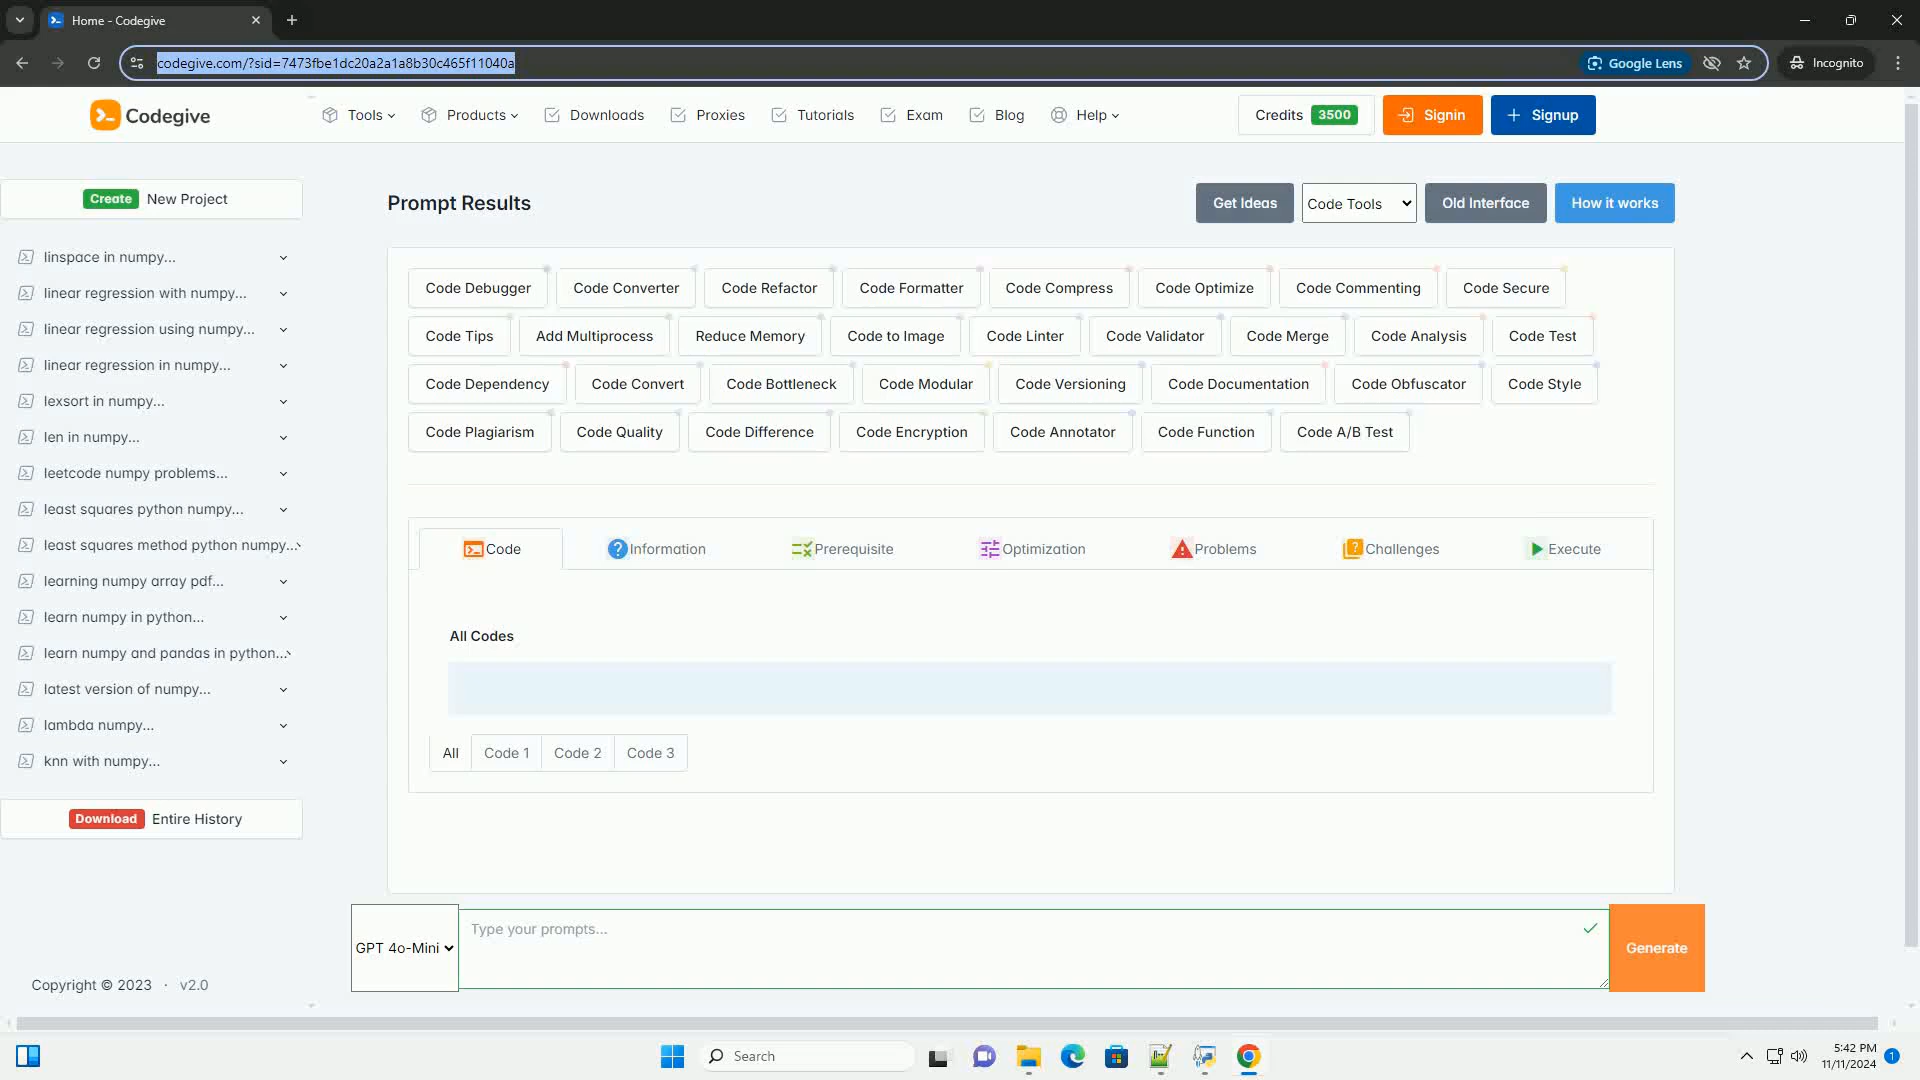 Home - Codegive
codegive.com/?sid=7473fbe1dc20a2a1a8b30c465f11040a
Google Lens
Incognito
Codegive
Tools
Products
Downloads
Proxies
Tutorials
Exam
Blog
Help
Credits 3500
Signin
Signup
Create New Project
linspace in numpy...
linear regression with numpy...
linear regression using numpy...
linear regression in numpy...
lexsort in numpy...
len in numpy...
leetcode numpy problems...
least squares python numpy...
least squares method python numpy...
learning numpy array pdf...
learn numpy in python...
learn numpy and pandas in python...
latest version of numpy...
lambda numpy...
knn with numpy...
Download Entire History
Copyright © 2023 · v2.0
Prompt Results
Get Ideas
Code Tools
Old Interface
How it works
Code Debugger
Code Converter
Code Refactor
Code Formatter
Code Compress
Code Optimize
Code Commenting
Code Secure
Code Tips
Add Multiprocess
Reduce Memory
Code to Image
Code Linter
Code Validator
Code Merge
Code Analysis
Code Test
Code Dependency
Code Convert
Code Bottleneck
Code Modular
Code Versioning
Code Documentation
Code Obfuscator
Code Style
Code Plagiarism
Code Quality
Code Difference
Code Encryption
Code Annotator
Code Function
Code A/B Test
Code
Information
Prerequisite
Optimization
Problems
Challenges
Execute
All Codes
All
Code 1
Code 2
Code 3
GPT 4o-Mini
Type your prompts...
Generate
Search
5:42 PM
11/11/2024
1